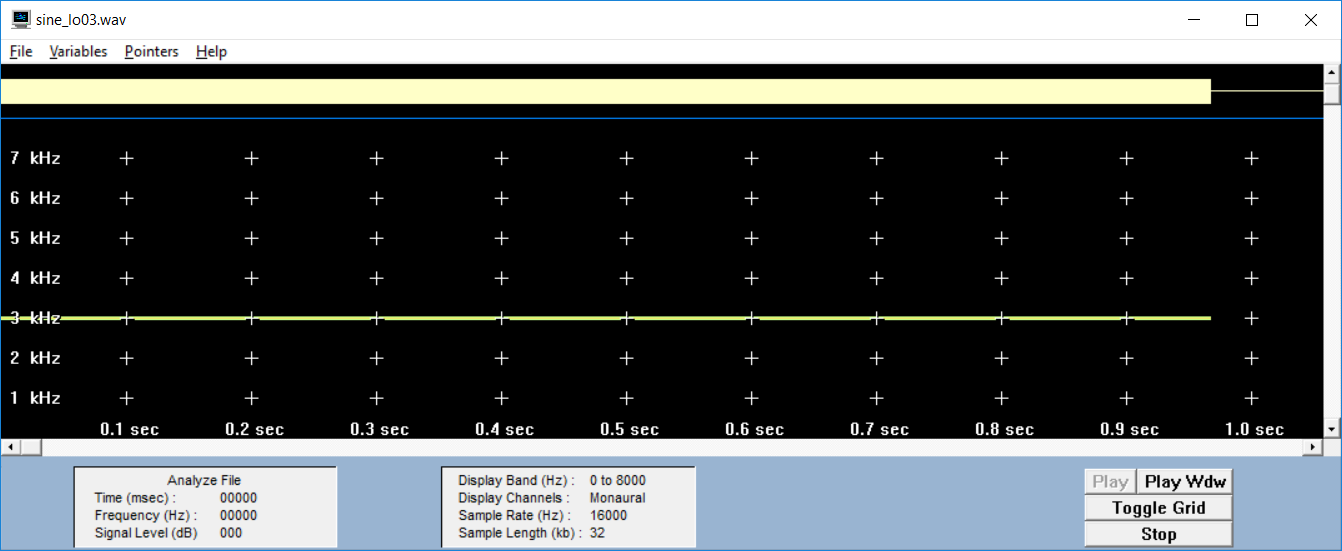 sine_lo03.wav
File Variables Pointers Help
7 kHz
6 kHz
5 kHz
4 kHz
3 kHz
2 kHz
1 kHz
0.1 sec 0.2 sec 0.3 sec 0.4 sec 0.5 sec 0.6 sec 0.7 sec 0.8 sec 0.9 sec 1.0 sec
Analyze File
Time (msec) : 00000
Frequency (Hz) : 00000
Signal Level (dB) 000
Display Band (Hz) : 0 to 8000
Display Channels : Monaural
Sample Rate (Hz) : 16000
Sample Length (kb) : 32
Play Play Wdw
Toggle Grid
Stop